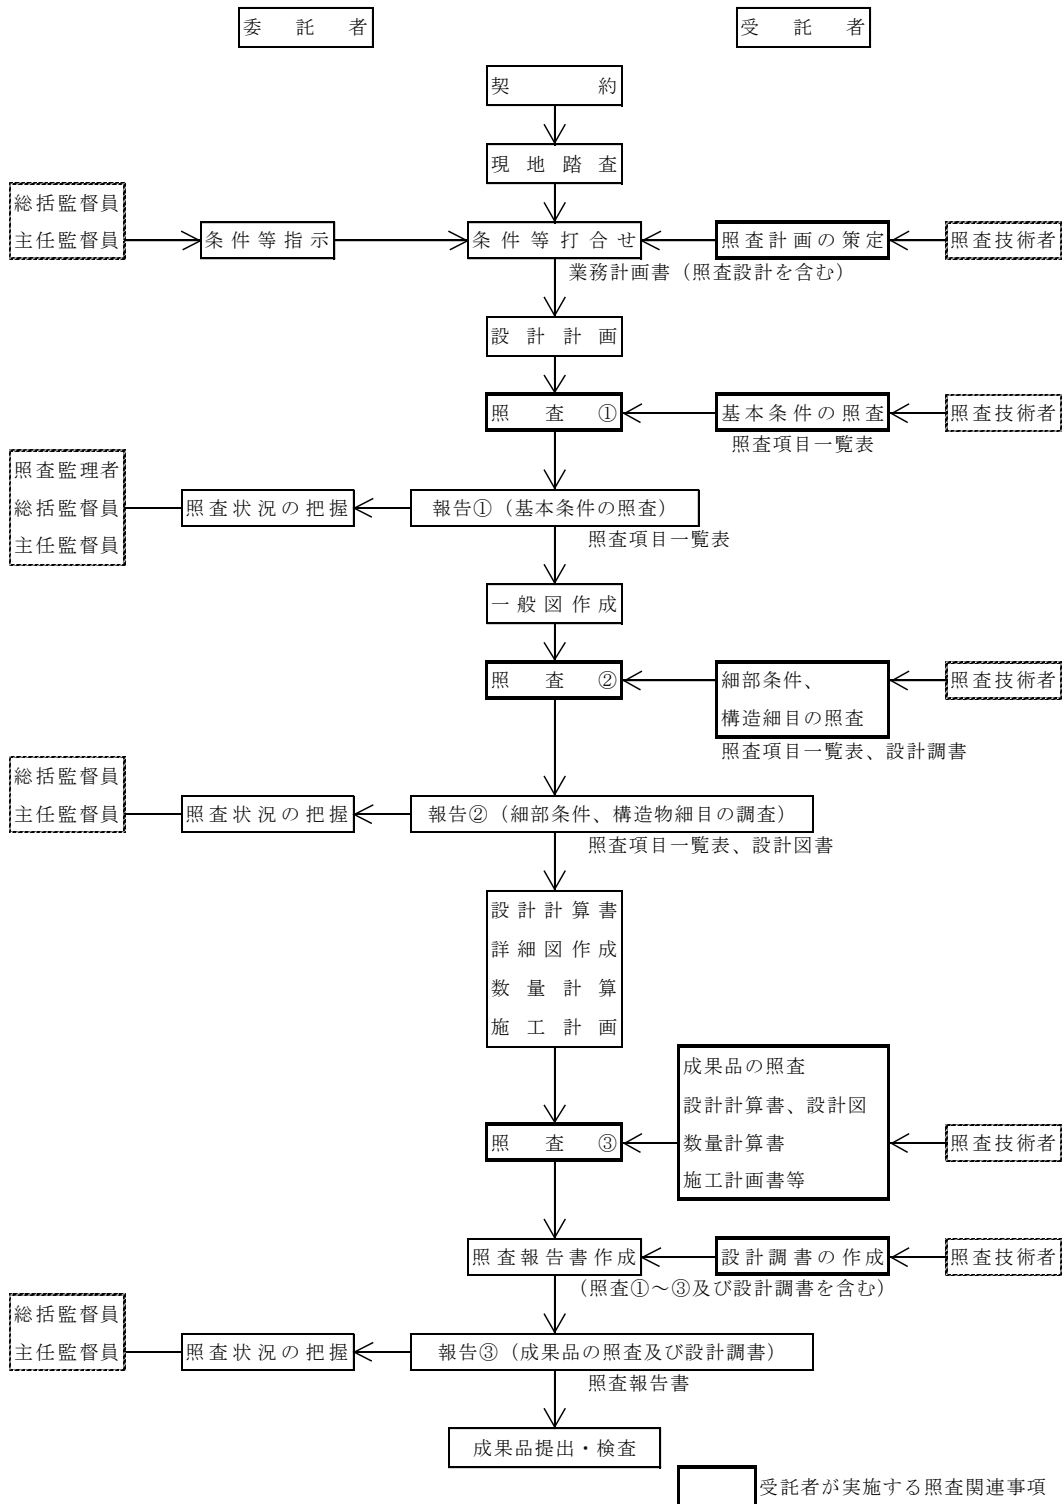 委託者
受託者
契約
現地踏査
総括監督員
主任監督員
条件等指示
条件等打合せ
照査計画の策定
照査技術者
業務計画書（照査設計を含む）
設計計画
照査①
基本条件の照査
照査技術者
照査項目一覧表
照査監理者
総括監督員
主任監督員
照査状況の把握
報告①（基本条件の照査）
照査項目一覧表
一般図作成
照査②
細部条件、
構造細目の照査
照査技術者
照査項目一覧表、設計調書
総括監督員
主任監督員
照査状況の把握
報告②（細部条件、構造物細目の調査）
照査項目一覧表、設計図書
設計計算書
詳細図作成
数量計算
施工計画
成果品の照査
設計計算書、設計図
数量計算書
施工計画書等
照査③
照査技術者
照査報告書作成
設計調書の作成
照査技術者
（照査①～③及び設計調書を含む）
総括監督員
主任監督員
照査状況の把握
報告③（成果品の照査及び設計調書）
照査報告書
成果品提出・検査
受託者が実施する照査関連事項